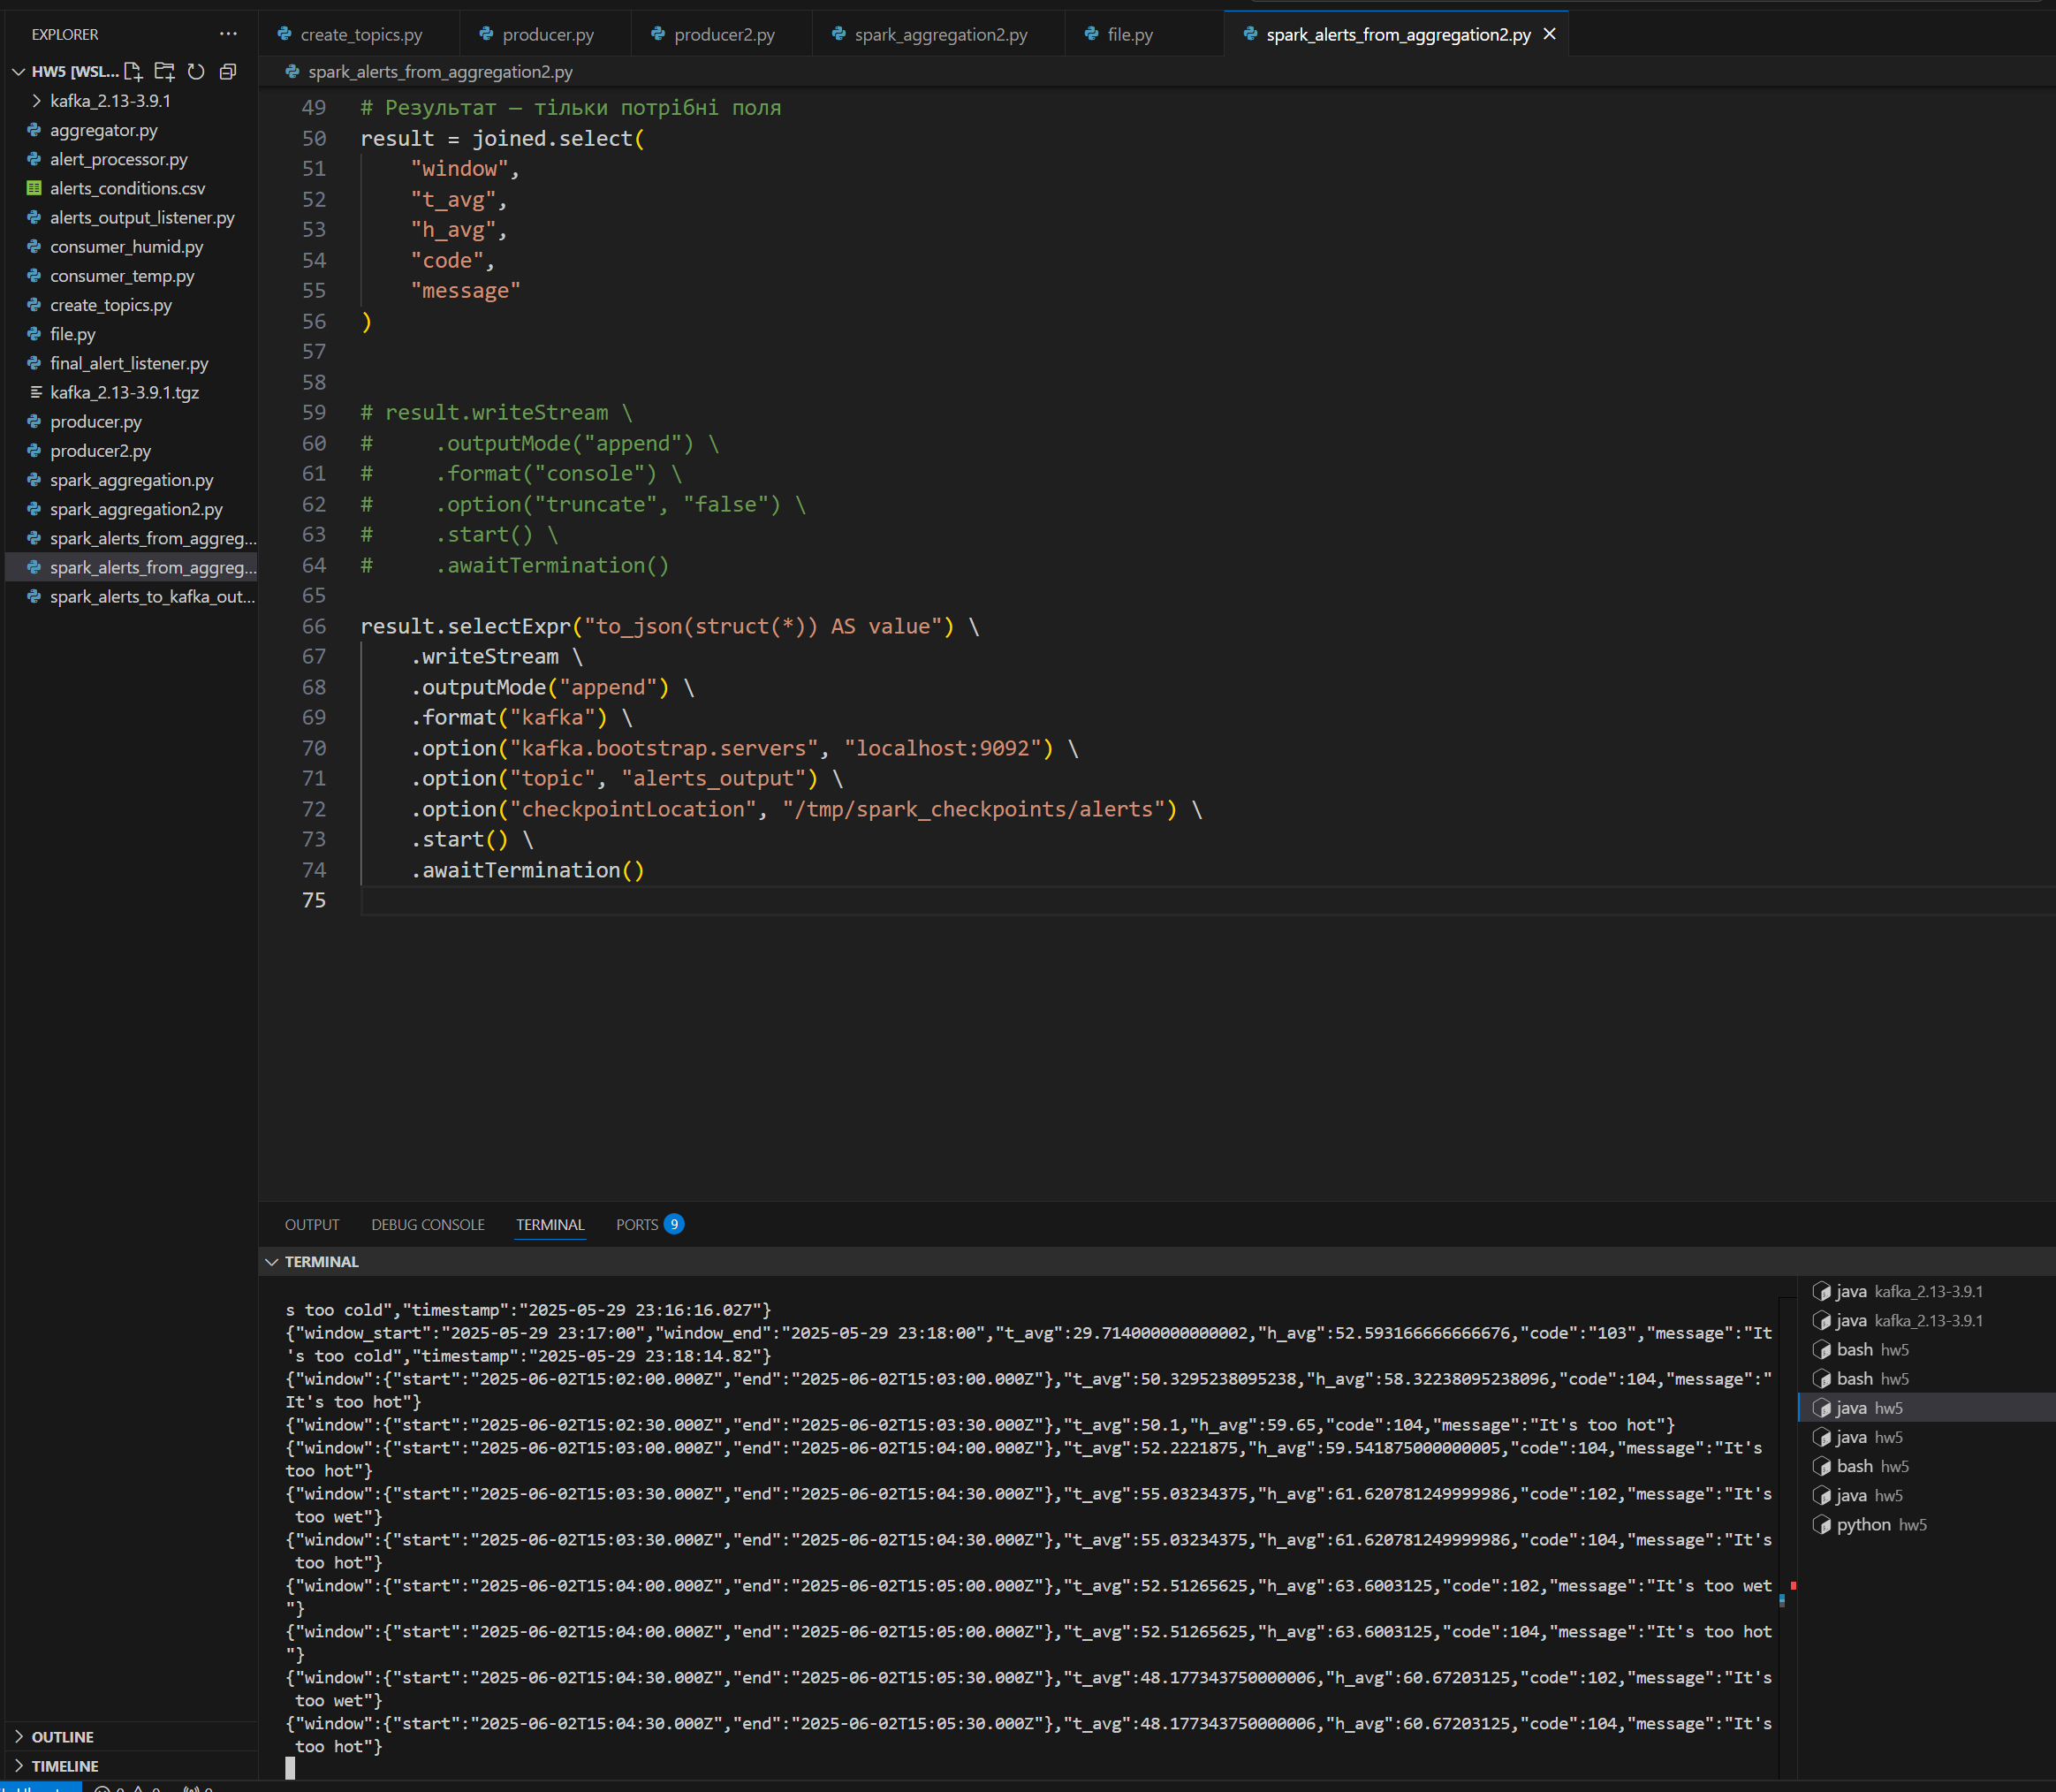 EXPLORER
···
HW5 [WSL...
kafka_2.13-3.9.1
aggregator.py
alert_processor.py
alerts_conditions.csv
alerts_output_listener.py
consumer_humid.py
consumer_temp.py
create_topics.py
file.py
final_alert_listener.py
kafka_2.13-3.9.1.tgz
producer.py
producer2.py
spark_aggregation.py
spark_aggregation2.py
spark_alerts_from_aggreg...
spark_alerts_from_aggreg...
spark_alerts_to_kafka_out...
OUTLINE
TIMELINE
create_topics.py
producer.py
producer2.py
spark_aggregation2.py
file.py
spark_alerts_from_aggregation2.py
spark_alerts_from_aggregation2.py
49 # Результат — тільки потрібні поля
50 result = joined.select(
51     "window",
52     "t_avg",
53     "h_avg",
54     "code",
55     "message"
56 )
57
58
59 # result.writeStream \
60 #     .outputMode("append") \
61 #     .format("console") \
62 #     .option("truncate", "false") \
63 #     .start() \
64 #     .awaitTermination()
65
66 result.selectExpr("to_json(struct(*)) AS value") \
67     .writeStream \
68     .outputMode("append") \
69     .format("kafka") \
70     .option("kafka.bootstrap.servers", "localhost:9092") \
71     .option("topic", "alerts_output") \
72     .option("checkpointLocation", "/tmp/spark_checkpoints/alerts") \
73     .start() \
74     .awaitTermination()
75
OUTPUT
DEBUG CONSOLE
TERMINAL
PORTS 9
TERMINAL
s too cold","timestamp":"2025-05-29 23:16:16.027"}
{"window_start":"2025-05-29 23:17:00","window_end":"2025-05-29 23:18:00","t_avg":29.714000000000002,"h_avg":52.593166666666676,"code":"103","message":"It
's too cold","timestamp":"2025-05-29 23:18:14.82"}
{"window":{"start":"2025-06-02T15:02:00.000Z","end":"2025-06-02T15:03:00.000Z"},"t_avg":50.3295238095238,"h_avg":58.32238095238096,"code":104,"message":"
It's too hot"}
{"window":{"start":"2025-06-02T15:02:30.000Z","end":"2025-06-02T15:03:30.000Z"},"t_avg":50.1,"h_avg":59.65,"code":104,"message":"It's too hot"}
{"window":{"start":"2025-06-02T15:03:00.000Z","end":"2025-06-02T15:04:00.000Z"},"t_avg":52.2221875,"h_avg":59.541875000000005,"code":104,"message":"It's
too hot"}
{"window":{"start":"2025-06-02T15:03:30.000Z","end":"2025-06-02T15:04:30.000Z"},"t_avg":55.03234375,"h_avg":61.620781249999986,"code":102,"message":"It's
 too wet"}
{"window":{"start":"2025-06-02T15:03:30.000Z","end":"2025-06-02T15:04:30.000Z"},"t_avg":55.03234375,"h_avg":61.620781249999986,"code":104,"message":"It's
 too hot"}
{"window":{"start":"2025-06-02T15:04:00.000Z","end":"2025-06-02T15:05:00.000Z"},"t_avg":52.51265625,"h_avg":63.6003125,"code":102,"message":"It's too wet
"}
{"window":{"start":"2025-06-02T15:04:00.000Z","end":"2025-06-02T15:05:00.000Z"},"t_avg":52.51265625,"h_avg":63.6003125,"code":104,"message":"It's too hot
"}
{"window":{"start":"2025-06-02T15:04:30.000Z","end":"2025-06-02T15:05:30.000Z"},"t_avg":48.177343750000006,"h_avg":60.67203125,"code":102,"message":"It's
 too wet"}
{"window":{"start":"2025-06-02T15:04:30.000Z","end":"2025-06-02T15:05:30.000Z"},"t_avg":48.177343750000006,"h_avg":60.67203125,"code":104,"message":"It's
 too hot"}
java kafka_2.13-3.9.1
java kafka_2.13-3.9.1
bash hw5
bash hw5
java hw5
java hw5
bash hw5
java hw5
python hw5